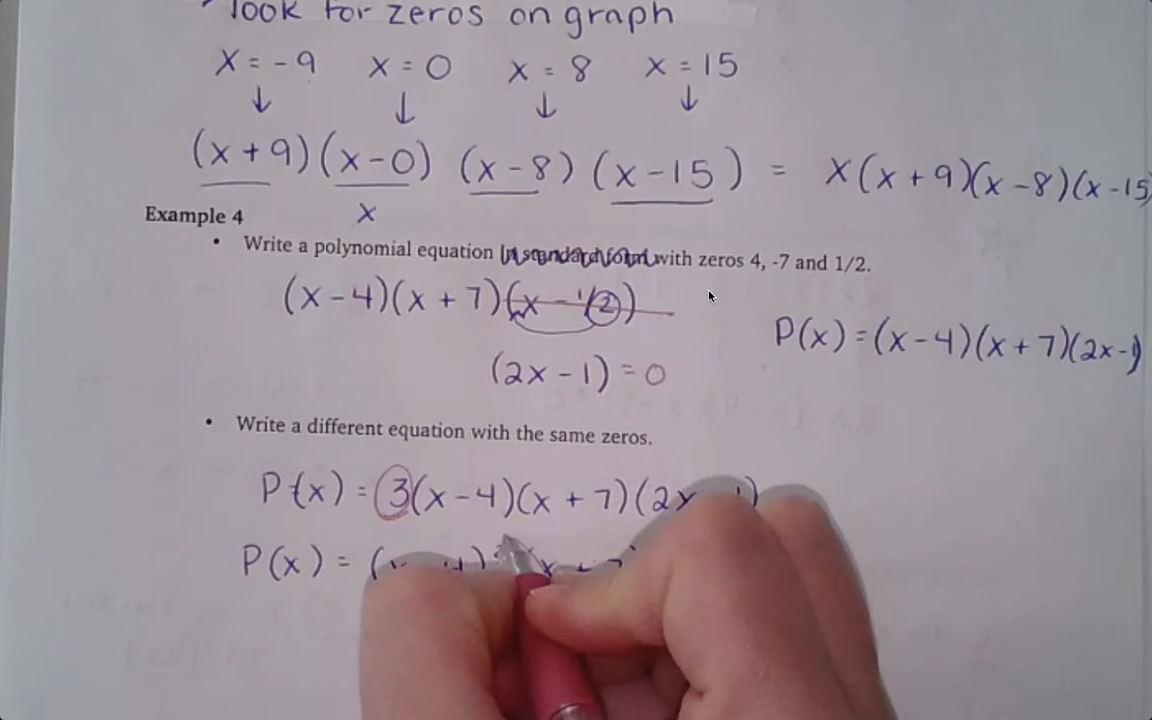 look for zeros on graph
x = -9 x = 0 x = 8 x = 15
↓ ↓ ↓ ↓
(x + 9)(x - 0) (x - 8) (x - 15) = x(x + 9)(x - 8)(x - 15)
x
Example 4
• Write a polynomial equation with zeros 4, -7 and 1/2.
(x - 4)(x + 7)(x - 1/2)
P(x) = (x - 4)(x + 7)(2x - 1)
(2x - 1) = 0
• Write a different equation with the same zeros.
P(x) = 3(x - 4)(x + 7)(2x
P(x) = (